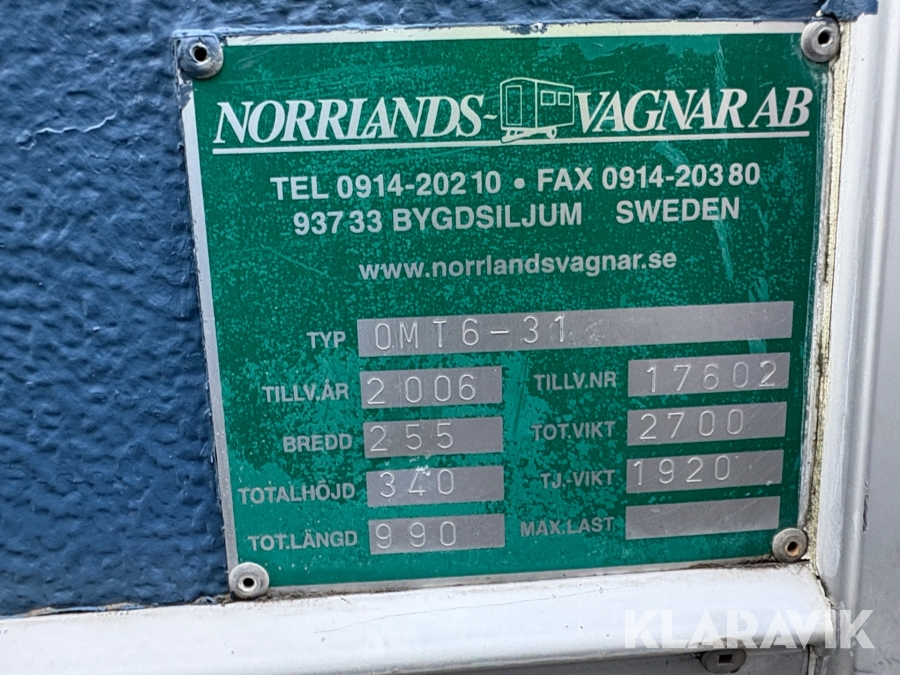 NORRLANDS- VAGNAR AB
TEL 0914-202 10 • FAX 0914-203 80
937 33 BYGDSILJUM SWEDEN
www.norrlandsvagnar.se
TYP OMT6-31
TILLV.ÅR 2006 TILLV.NR 17602
BREDD 255 TOT.VIKT 2700
TOTALHÖJD 340 TJ.-VIKT 1920
TOT.LÄNGD 990 MAX.LAST
KLARAVIK